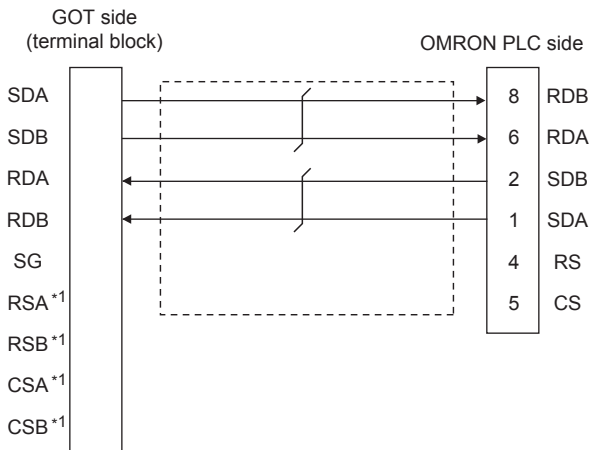 GOT side
(terminal block)
OMRON PLC side
SDA 8 RDB
SDB 6 RDA
RDA 2 SDB
RDB 1 SDA
SG 4 RS
RSA*1 5 CS
RSB*1
CSA*1
CSB*1